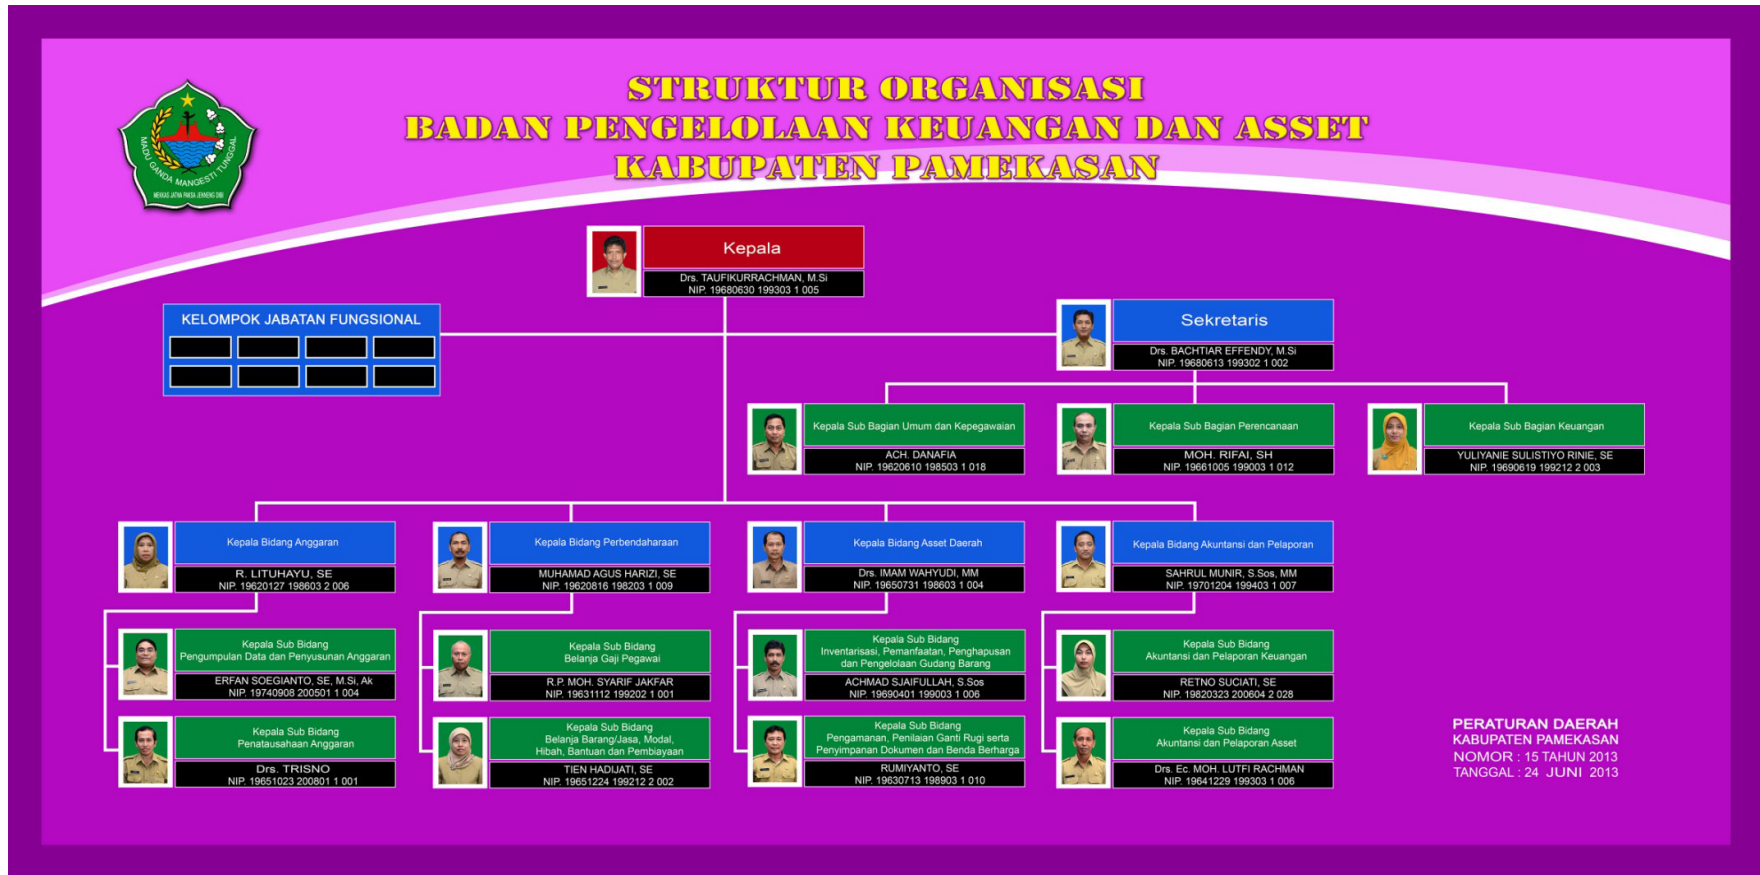 STRUKTUR ORGANISASI
BADAN PENGELOLAAN KEUANGAN DAN ASSET
KABUPATEN PAMEKASAN
MADU GANDA MANGESTI TUNGGAL
Kepala
Drs. TAUFIKURRACHMAN, M.Si
NIP. 19680630 199303 1 005
KELOMPOK JABATAN FUNGSIONAL
Sekretaris
Drs. BACHTIAR EFFENDY, M.Si
NIP. 19680613 199302 1 002
Kepala Sub Bagian Umum dan Kepegawaian
ACH. DANAFIA
NIP. 19620610 198503 1 018
Kepala Sub Bagian Perencanaan
MOH. RIFAI, SH
NIP. 19661005 199003 1 012
Kepala Sub Bagian Keuangan
YULIYANIE SULISTIYO RINIE, SE
NIP. 19690619 199212 2 003
Kepala Bidang Anggaran
R. LITUHAYU, SE
NIP. 19620127 198603 2 006
Kepala Bidang Perbendaharaan
MUHAMAD AGUS HARIZI, SE
NIP. 19620816 198203 1 009
Kepala Bidang Asset Daerah
Drs. IMAM WAHYUDI, MM
NIP. 19650731 198603 1 004
Kepala Bidang Akuntansi dan Pelaporan
SAHRUL MUNIR, S.Sos, MM
NIP. 19701204 199403 1 007
Kepala Sub Bidang
Pengumpulan Data dan Penyusunan Anggaran
ERFAN SOEGIANTO, SE, M.Si, Ak
NIP. 19740908 200501 1 004
Kepala Sub Bidang
Belanja Gaji Pegawai
R.P. MOH. SYARIF JAKFAR
NIP. 19631112 199202 1 001
Kepala Sub Bidang
Inventarisasi, Pemanfaatan, Penghapusan
dan Pengelolaan Gudang Barang
ACHMAD SJAIFULLAH, S.Sos
NIP. 19690401 199003 1 006
Kepala Sub Bidang
Akuntansi dan Pelaporan Keuangan
RETNO SUCIATI, SE
NIP. 19820323 200604 2 028
Kepala Sub Bidang
Penatausahaan Anggaran
Drs. TRISNO
NIP. 19651023 200801 1 001
Kepala Sub Bidang
Belanja Barang/Jasa, Modal,
Hibah, Bantuan dan Pembiayaan
TIEN HADIJATI, SE
NIP. 19651224 199212 2 002
Kepala Sub Bidang
Pengamanan, Penilaian Ganti Rugi serta
Penyimpanan Dokumen dan Benda Berharga
RUMIYANTO, SE
NIP. 19630713 198903 1 010
Kepala Sub Bidang
Akuntansi dan Pelaporan Asset
Drs. Ec. MOH. LUTFI RACHMAN
NIP. 19641229 199303 1 006
PERATURAN DAERAH
KABUPATEN PAMEKASAN
NOMOR : 15 TAHUN 2013
TANGGAL : 24 JUNI 2013